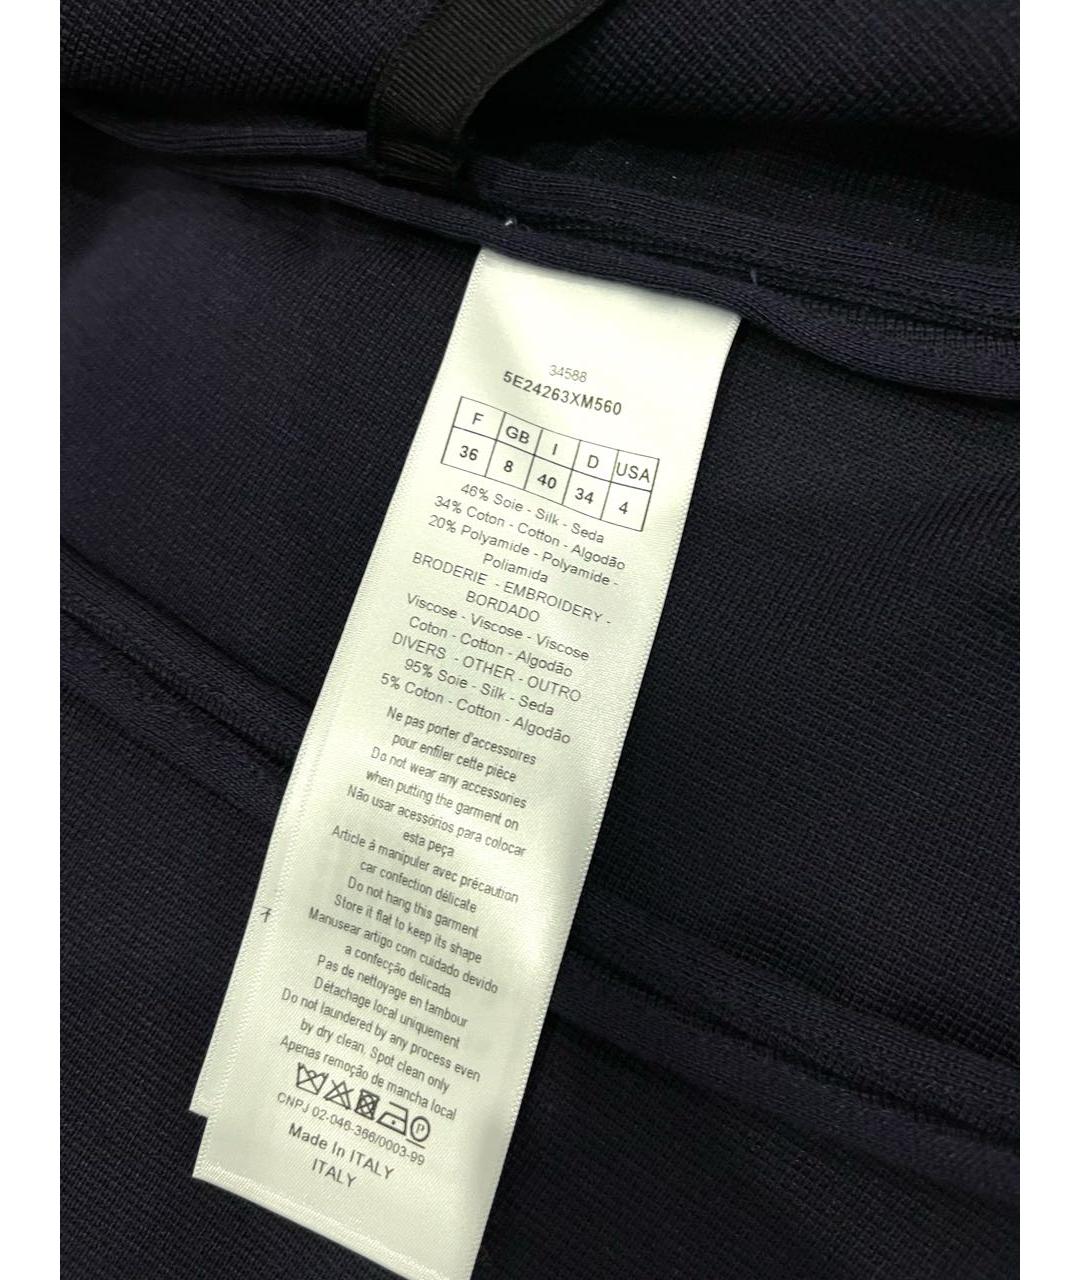 34588
5E24263XM560
F GB I D USA
36 8 40 34 4
46% Soie - Silk - Seda
34% Coton - Cotton - Algodão
20% Polyamide - Polyamide -
Poliamida
BRODERIE - EMBROIDERY -
BORDADO
Viscose - Viscose - Viscose
Coton - Cotton - Algodão
DIVERS - OTHER - OUTRO
95% Soie - Silk - Seda
5% Coton - Cotton - Algodão
Ne pas porter d'accessoires
pour enfiler cette pièce
Do not wear any accessories
when putting the garment on
Não usar acessórios para colocar
esta peça
Article à manipuler avec précaution
car confection délicate
Do not hang this garment
Store it flat to keep its shape
Manusear artigo com cuidado devido
a confecção delicada
Pas de nettoyage en tambour
Détachage local uniquement
Do not laundered by any process even
by dry clean. Spot clean only
Apenas remoção de mancha local
P
CNPJ 02-046-366/0003-99
Made In ITALY
ITALY